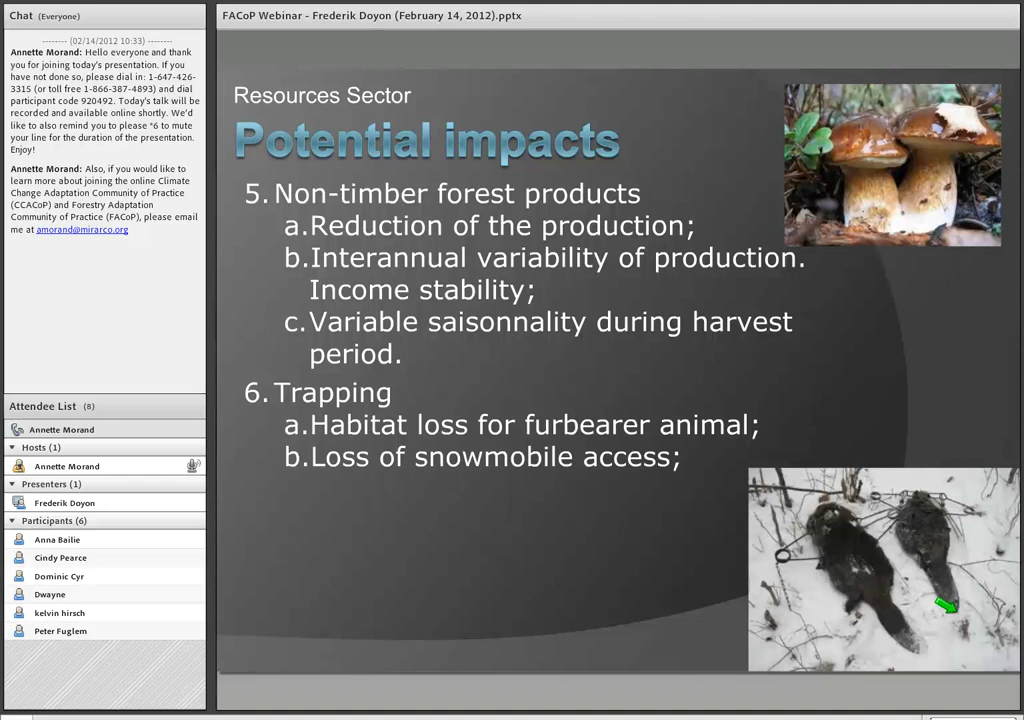 Chat (Everyone)
-------- (02/14/2012 10:33) --------
Annette Morand: Hello everyone and thank
you for joining today's presentation. If you
have not done so, please dial in: 1-647-426-
3315 (or toll free 1-866-387-4893) and dial
participant code 920492. Today's talk will be
recorded and available online shortly. We'd
like to also remind you to please *6 to mute
your line for the duration of the presentation.
Enjoy!
Annette Morand: Also, if you would like to
learn more about joining the online Climate
Change Adaptation Community of Practice
(CCACoP) and Forestry Adaptation
Community of Practice (FACoP), please email
me at amorand@mirarco.org
Attendee List (8)
Annette Morand
Hosts (1)
Annette Morand
Presenters (1)
Frederik Doyon
Participants (6)
Anna Bailie
Cindy Pearce
Dominic Cyr
Dwayne
kelvin hirsch
Peter Fuglem
FACoP Webinar - Frederik Doyon (February 14, 2012).pptx
Resources Sector
Potential impacts
5. Non-timber forest products
a.Reduction of the production;
b.Interannual variability of production.
Income stability;
c.Variable saisonnality during harvest
period.
6. Trapping
a.Habitat loss for furbearer animal;
b.Loss of snowmobile access;